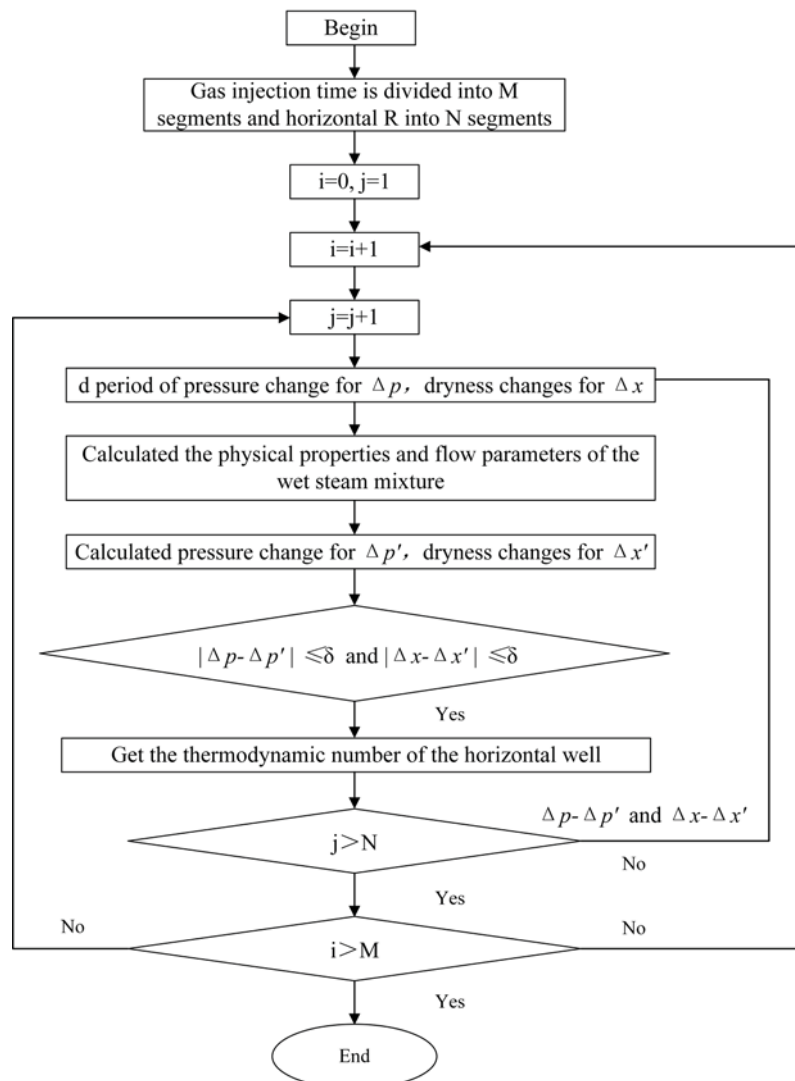 Begin
Gas injection time is divided into M
segments and horizontal R into N segments
i=0, j=1
i=i+1
j=j+1
d period of pressure change for Δp，dryness changes for Δx
Calculated the physical properties and flow parameters of the
wet steam mixture
Calculated pressure change for Δp′，dryness changes for Δx′
|Δp-Δp′| ≤δ and |Δx-Δx′| ≤δ
Yes
Get the thermodynamic number of the horizontal well
Δp-Δp′ and Δx-Δx′
j＞N
No
Yes
No
No
i＞M
Yes
End